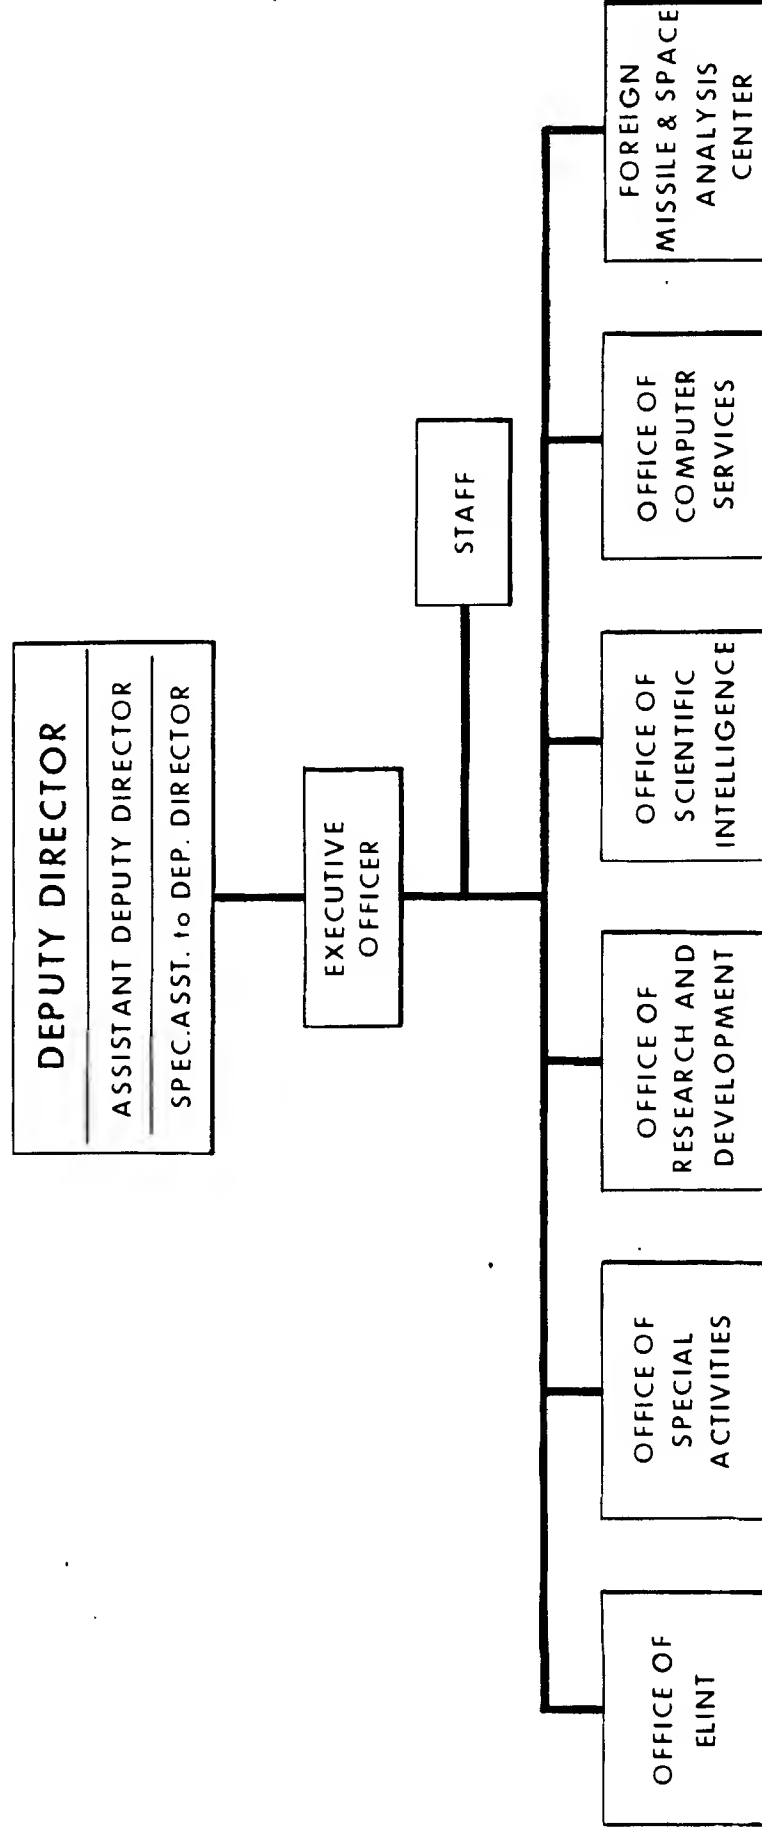 DEPUTY DIRECTOR
ASSISTANT DEPUTY DIRECTOR
SPEC.ASST. to DEP. DIRECTOR
EXECUTIVE
OFFICER
STAFF
OFFICE OF
ELINT
OFFICE OF
SPECIAL
ACTIVITIES
OFFICE OF
RESEARCH AND
DEVELOPMENT
OFFICE OF
SCIENTIFIC
INTELLIGENCE
OFFICE OF
COMPUTER
SERVICES
FOREIGN
MISSILE & SPACE
ANALYSIS
CENTER